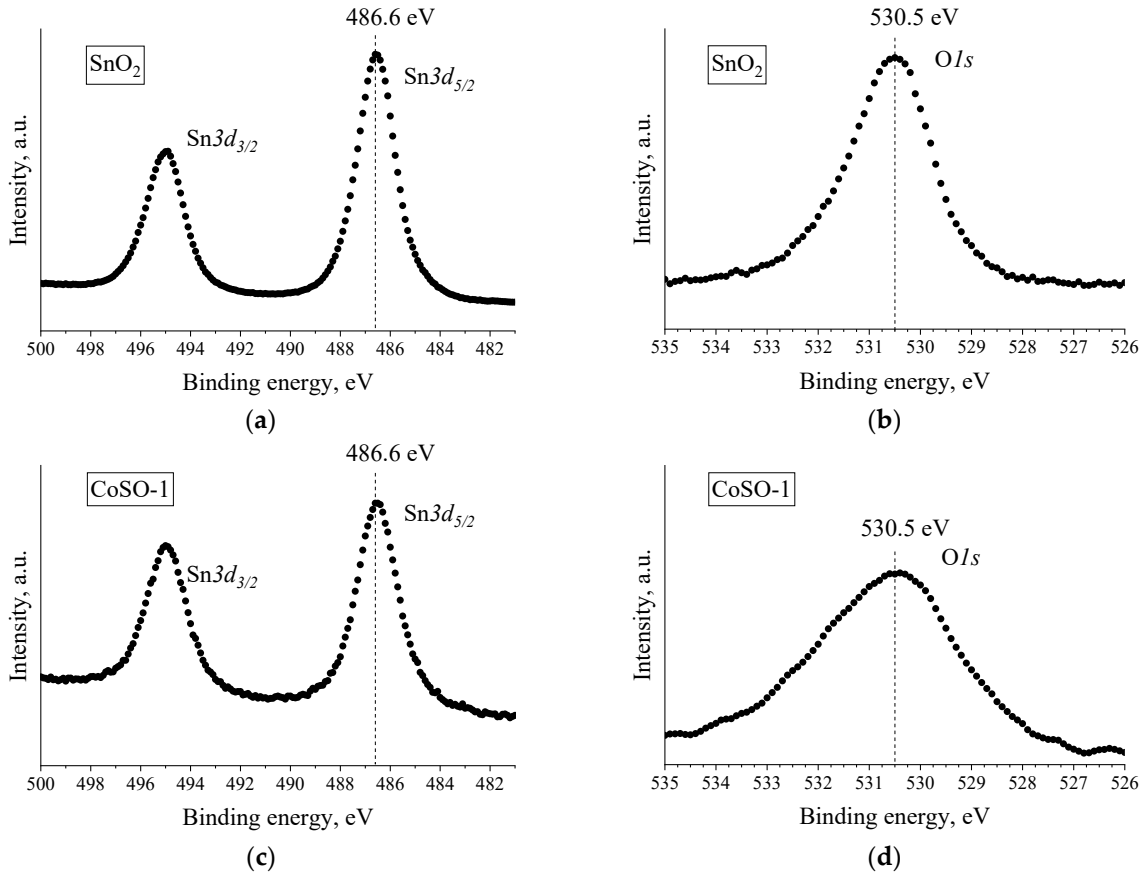 486.6 eV
SnO2
Sn3d5/2
Sn3d3/2
Intensity, a.u.
500 498 496 494 492 490 488 486 484 482
Binding energy, eV
(a)
530.5 eV
SnO2
O1s
Intensity, a.u.
535 534 533 532 531 530 529 528 527 526
Binding energy, eV
(b)
486.6 eV
CoSO-1
Sn3d5/2
Sn3d3/2
Intensity, a.u.
500 498 496 494 492 490 488 486 484 482
Binding energy, eV
(c)
CoSO-1
530.5 eV
O1s
Intensity, a.u.
535 534 533 532 531 530 529 528 527 526
Binding energy, eV
(d)